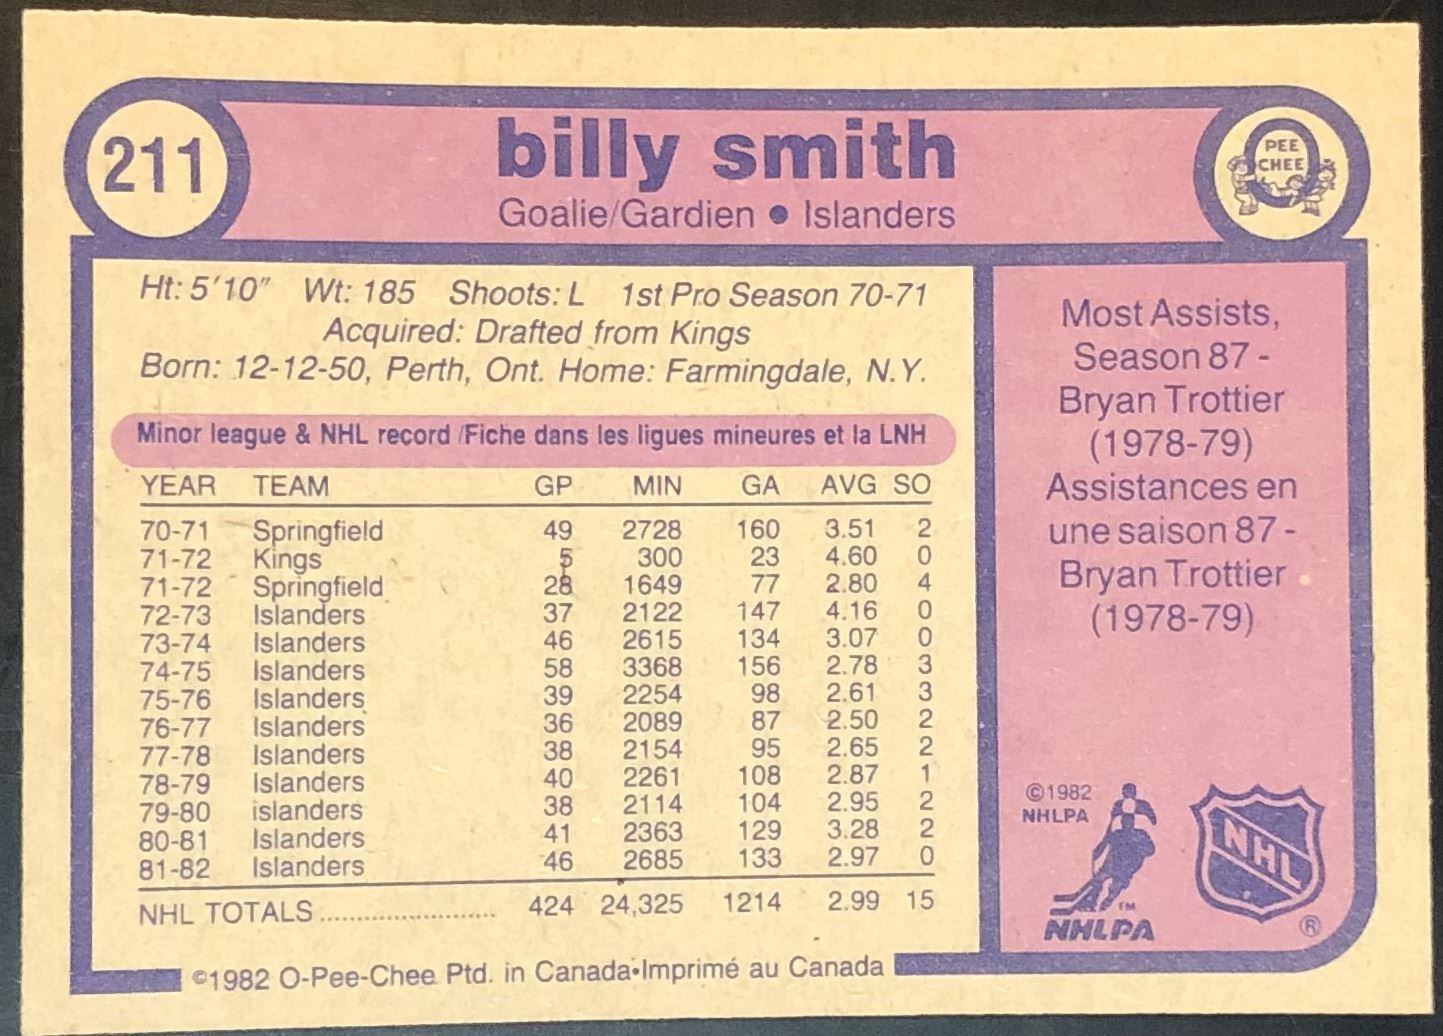 211
billy smith
Goalie/Gardien • Islanders
PEE
CHEE
Ht: 5'10" Wt: 185 Shoots: L 1st Pro Season 70-71
Acquired: Drafted from Kings
Born: 12-12-50, Perth, Ont. Home: Farmingdale, N.Y.
Minor league & NHL record /Fiche dans les ligues mineures et la LNH
YEAR TEAM GP MIN GA AVG SO
70-71 Springfield 49 2728 160 3.51 2
71-72 Kings 5 300 23 4.60 0
71-72 Springfield 28 1649 77 2.80 4
72-73 Islanders 37 2122 147 4.16 0
73-74 Islanders 46 2615 134 3.07 0
74-75 Islanders 58 3368 156 2.78 3
75-76 Islanders 39 2254 98 2.61 3
76-77 Islanders 36 2089 87 2.50 2
77-78 Islanders 38 2154 95 2.65 2
78-79 Islanders 40 2261 108 2.87 1
79-80 islanders 38 2114 104 2.95 2
80-81 Islanders 41 2363 129 3.28 2
81-82 Islanders 46 2685 133 2.97 0
NHL TOTALS ........................ 424 24,325 1214 2.99 15
©1982 O-Pee-Chee Ptd. in Canada•Imprimé au Canada
Most Assists,
Season 87 -
Bryan Trottier
(1978-79)
Assistances en
une saison 87 -
Bryan Trottier
(1978-79)
©1982
NHLPA
TM
NHLPA
NHL
®